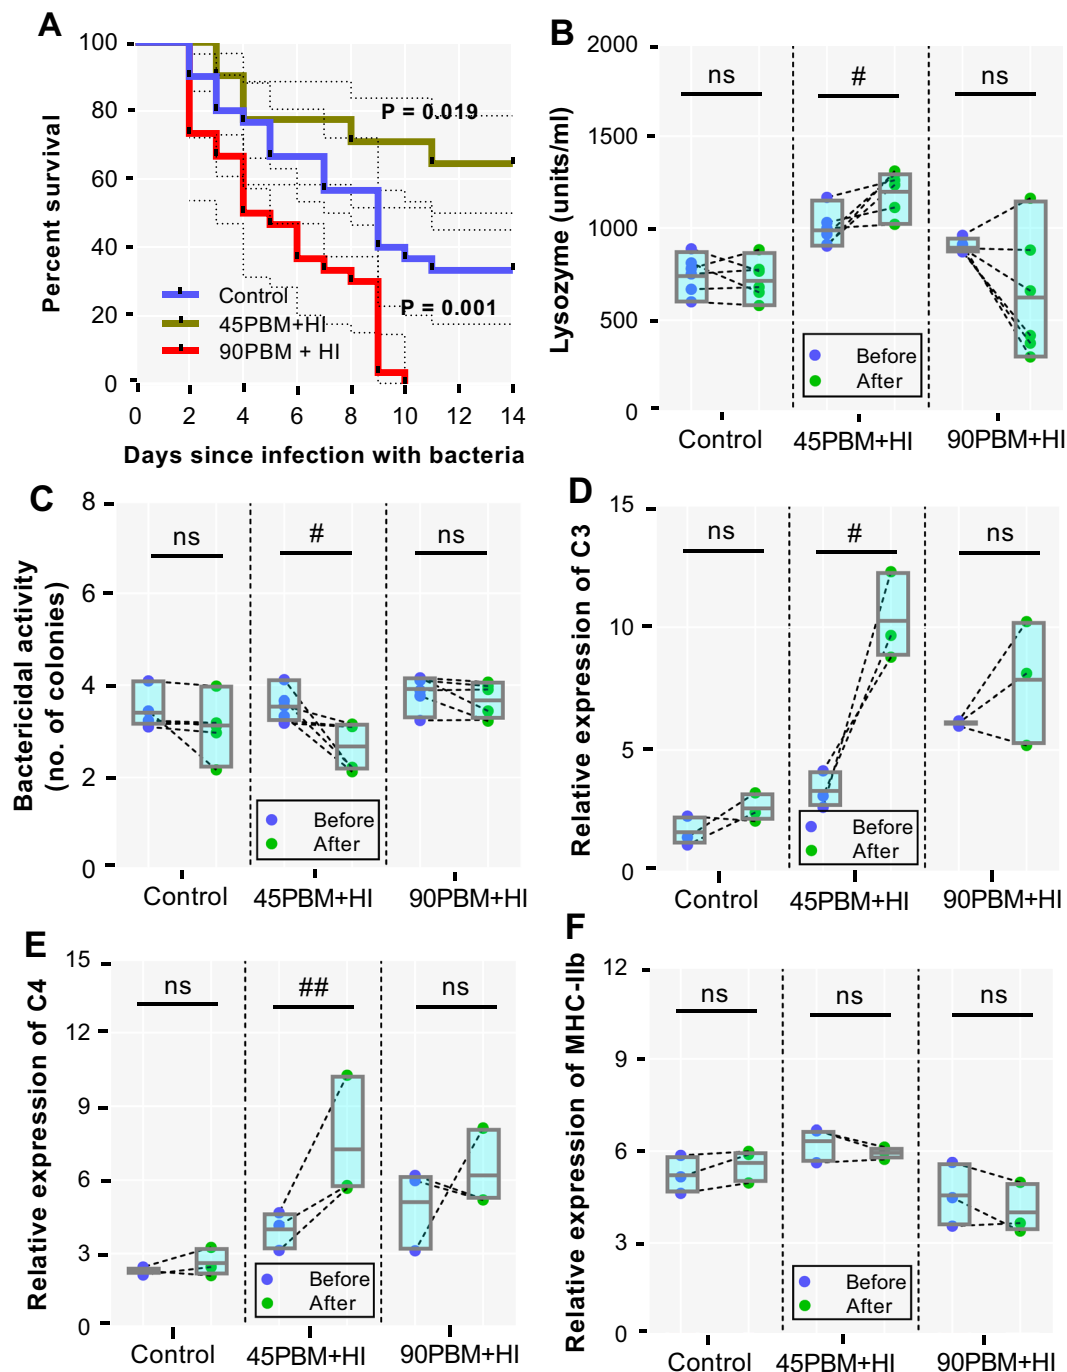 A
100
80
60
40
20
0
Percent survival
P = 0.019
P = 0.001
Control
45PBM+HI
90PBM + HI
0 2 4 6 8 10 12 14
Days since infection with bacteria
B
2000
1500
1000
500
0
Lysozyme (units/ml)
ns # ns
Before
After
Control 45PBM+HI 90PBM+HI
C
8
6
4
2
0
Bactericidal activity
(no. of colonies)
ns # ns
Before
After
Control 45PBM+HI 90PBM+HI
D
15
10
5
0
Relative expression of C3
ns # ns
Before
After
Control 45PBM+HI 90PBM+HI
E
15
12
9
6
3
0
Relative expression of C4
ns ## ns
Before
After
Control 45PBM+HI 90PBM+HI
F
12
9
6
3
0
Relative expression of MHC-IIb
ns ns ns
Before
After
Control 45PBM+HI 90PBM+HI